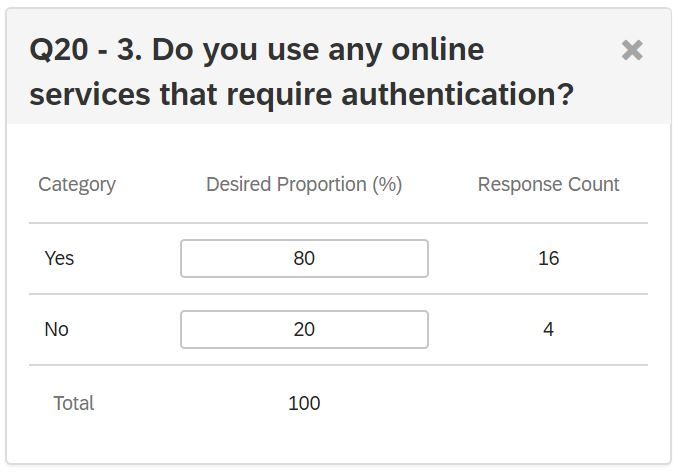 Q20 - 3. Do you use any online
services that require authentication?
Category Desired Proportion (%) Response Count
Yes 80 16
No 20 4
Total 100